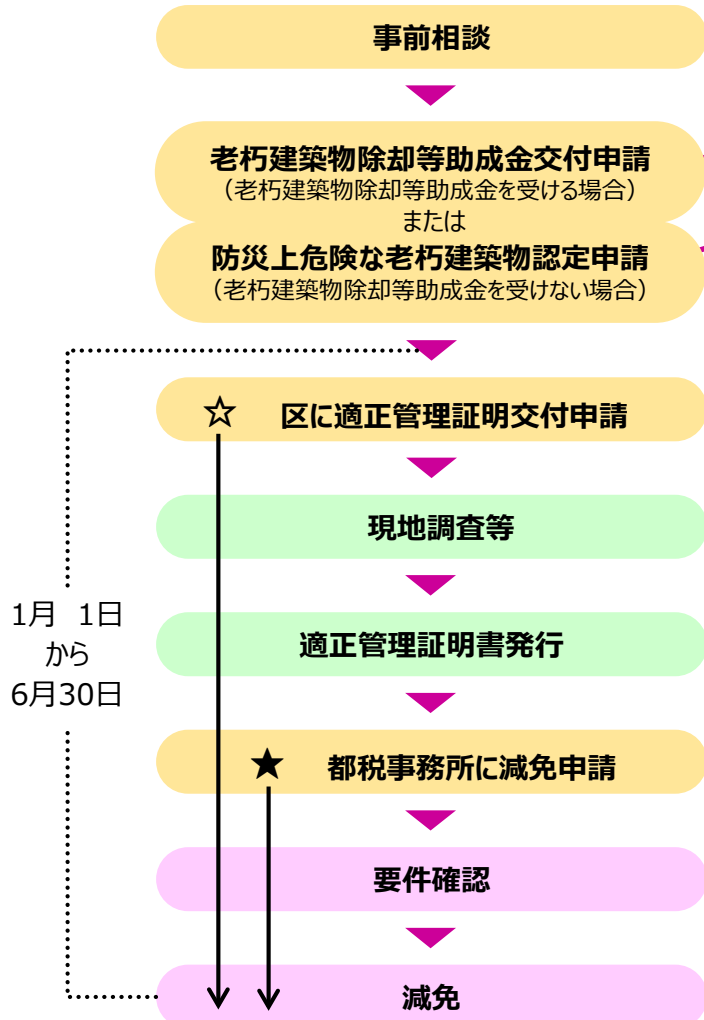 事前相談
老朽建築物除却等助成金交付申請
（老朽建築物除却等助成金を受ける場合）
または
防災上危険な老朽建築物認定申請
（老朽建築物除却等助成金を受けない場合）
☆ 区に適正管理証明交付申請
現地調査等
適正管理証明書発行
1月 1日
から
6月30日
★ 都税事務所に減免申請
要件確認
減免